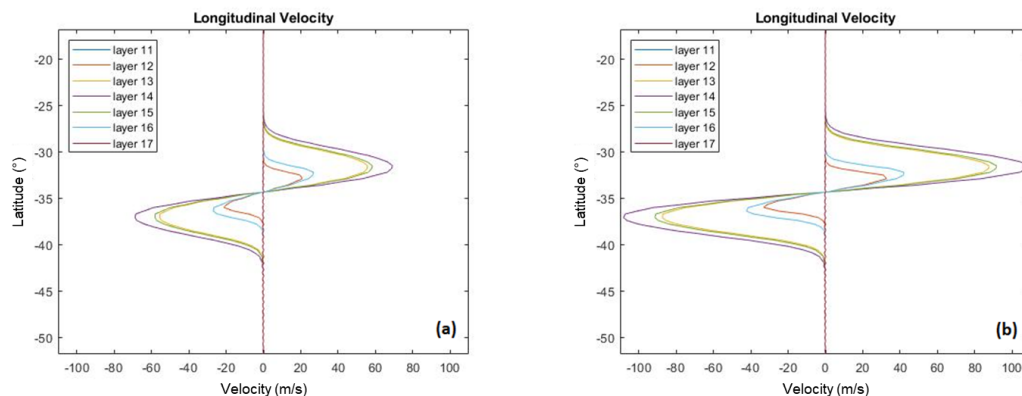 Longitudinal Velocity
layer 11
layer 12
layer 13
layer 14
layer 15
layer 16
layer 17
-20
-25
-30
-35
-40
-45
-50
Latitude (°)
(a)
-100 -80 -60 -40 -20 0 20 40 60 80 100
Velocity (m/s)
Longitudinal Velocity
layer 11
layer 12
layer 13
layer 14
layer 15
layer 16
layer 17
-20
-25
-30
-35
-40
-45
-50
Latitude (°)
(b)
-100 -80 -60 -40 -20 0 20 40 60 80 100
Velocity (m/s)